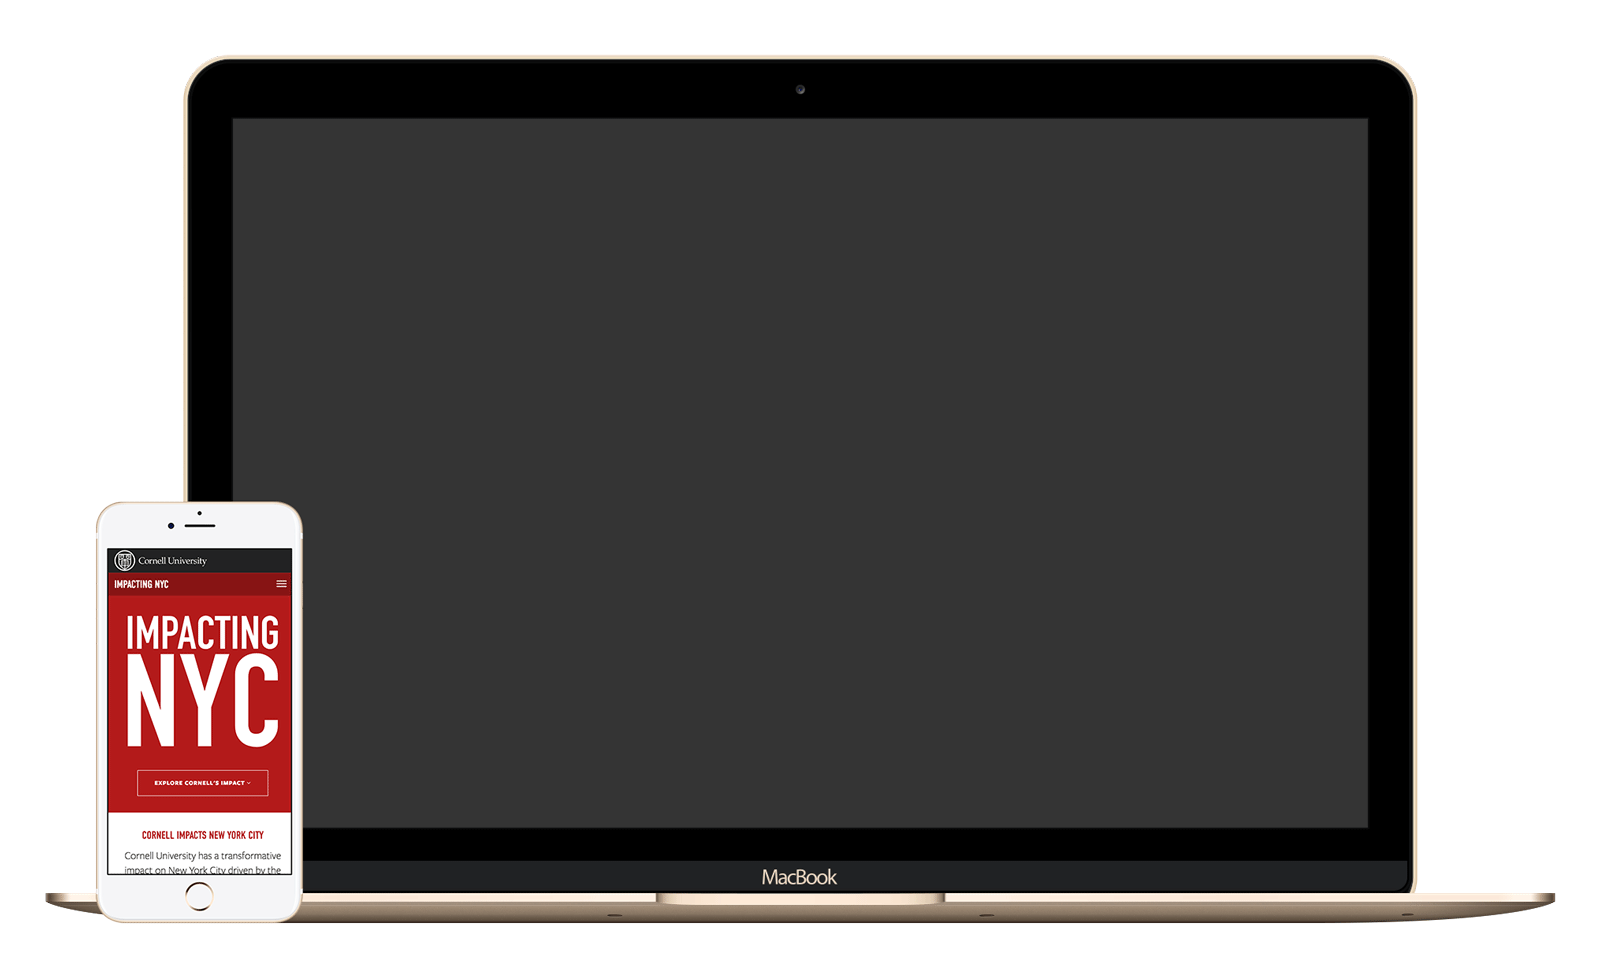 Cornell University
IMPACTING NYC
IMPACTING
NYC
EXPLORE CORNELL'S IMPACT
CORNELL IMPACTS NEW YORK CITY
Cornell University has a transformative
impact on New York City driven by the
MacBook